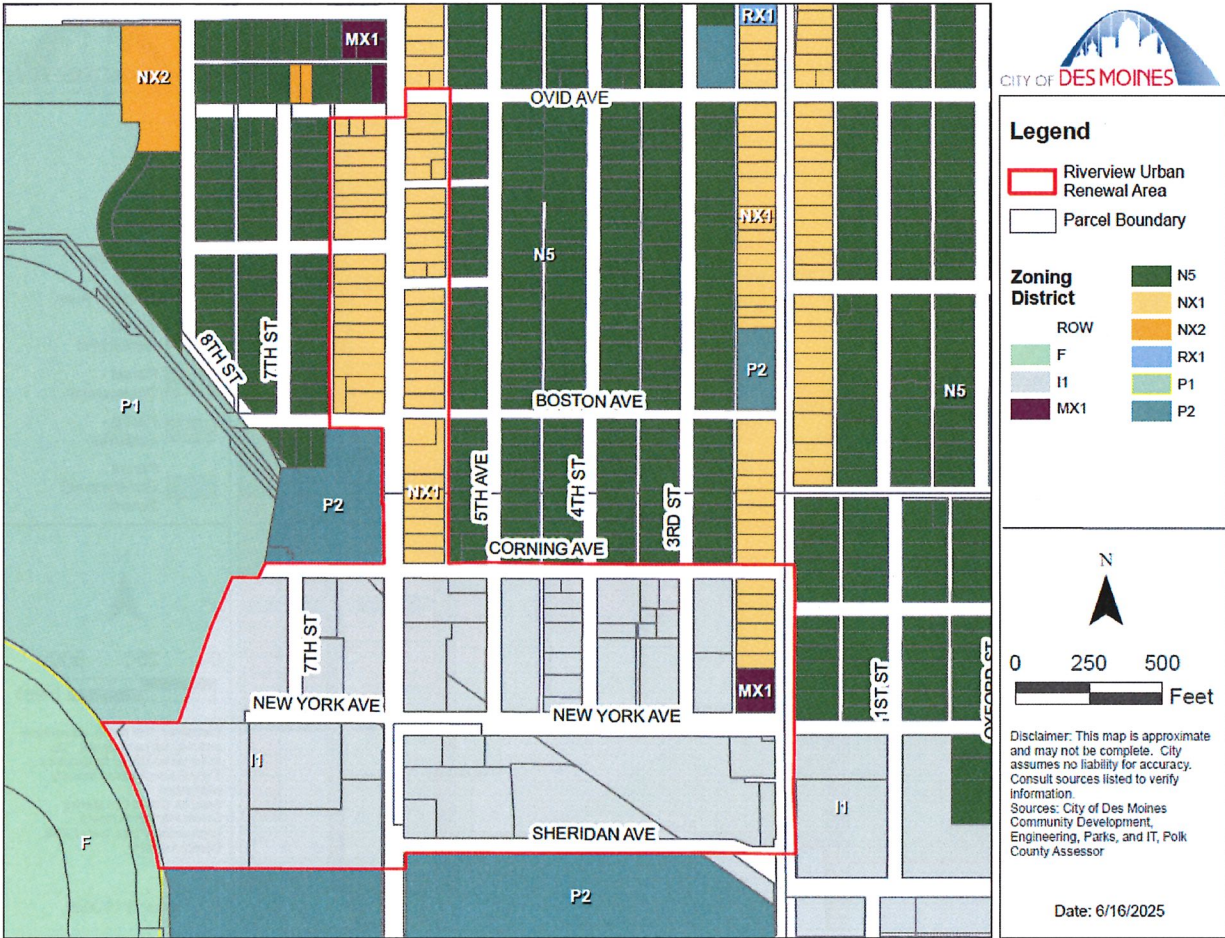 RX1
MX1
NX2
OVID AVE
NX1
N5
8TH ST
7TH ST
P2
P1
BOSTON AVE
N5
5TH AVE
4TH ST
3RD ST
NX1
P2
CORNING AVE
7TH ST
1ST ST
OXFORD ST
MX1
NEW YORK AVE
NEW YORK AVE
I1
I1
SHERIDAN AVE
F
P2
CITY OF DES MOINES
Legend
Riverview Urban
Renewal Area
Parcel Boundary
Zoning
District
ROW
F
I1
MX1
N5
NX1
NX2
RX1
P1
P2
N
0 250 500
Feet
Disclaimer: This map is approximate
and may not be complete. City
assumes no liability for accuracy.
Consult sources listed to verify
information.
Sources: City of Des Moines
Community Development,
Engineering, Parks, and IT, Polk
County Assessor
Date: 6/16/2025